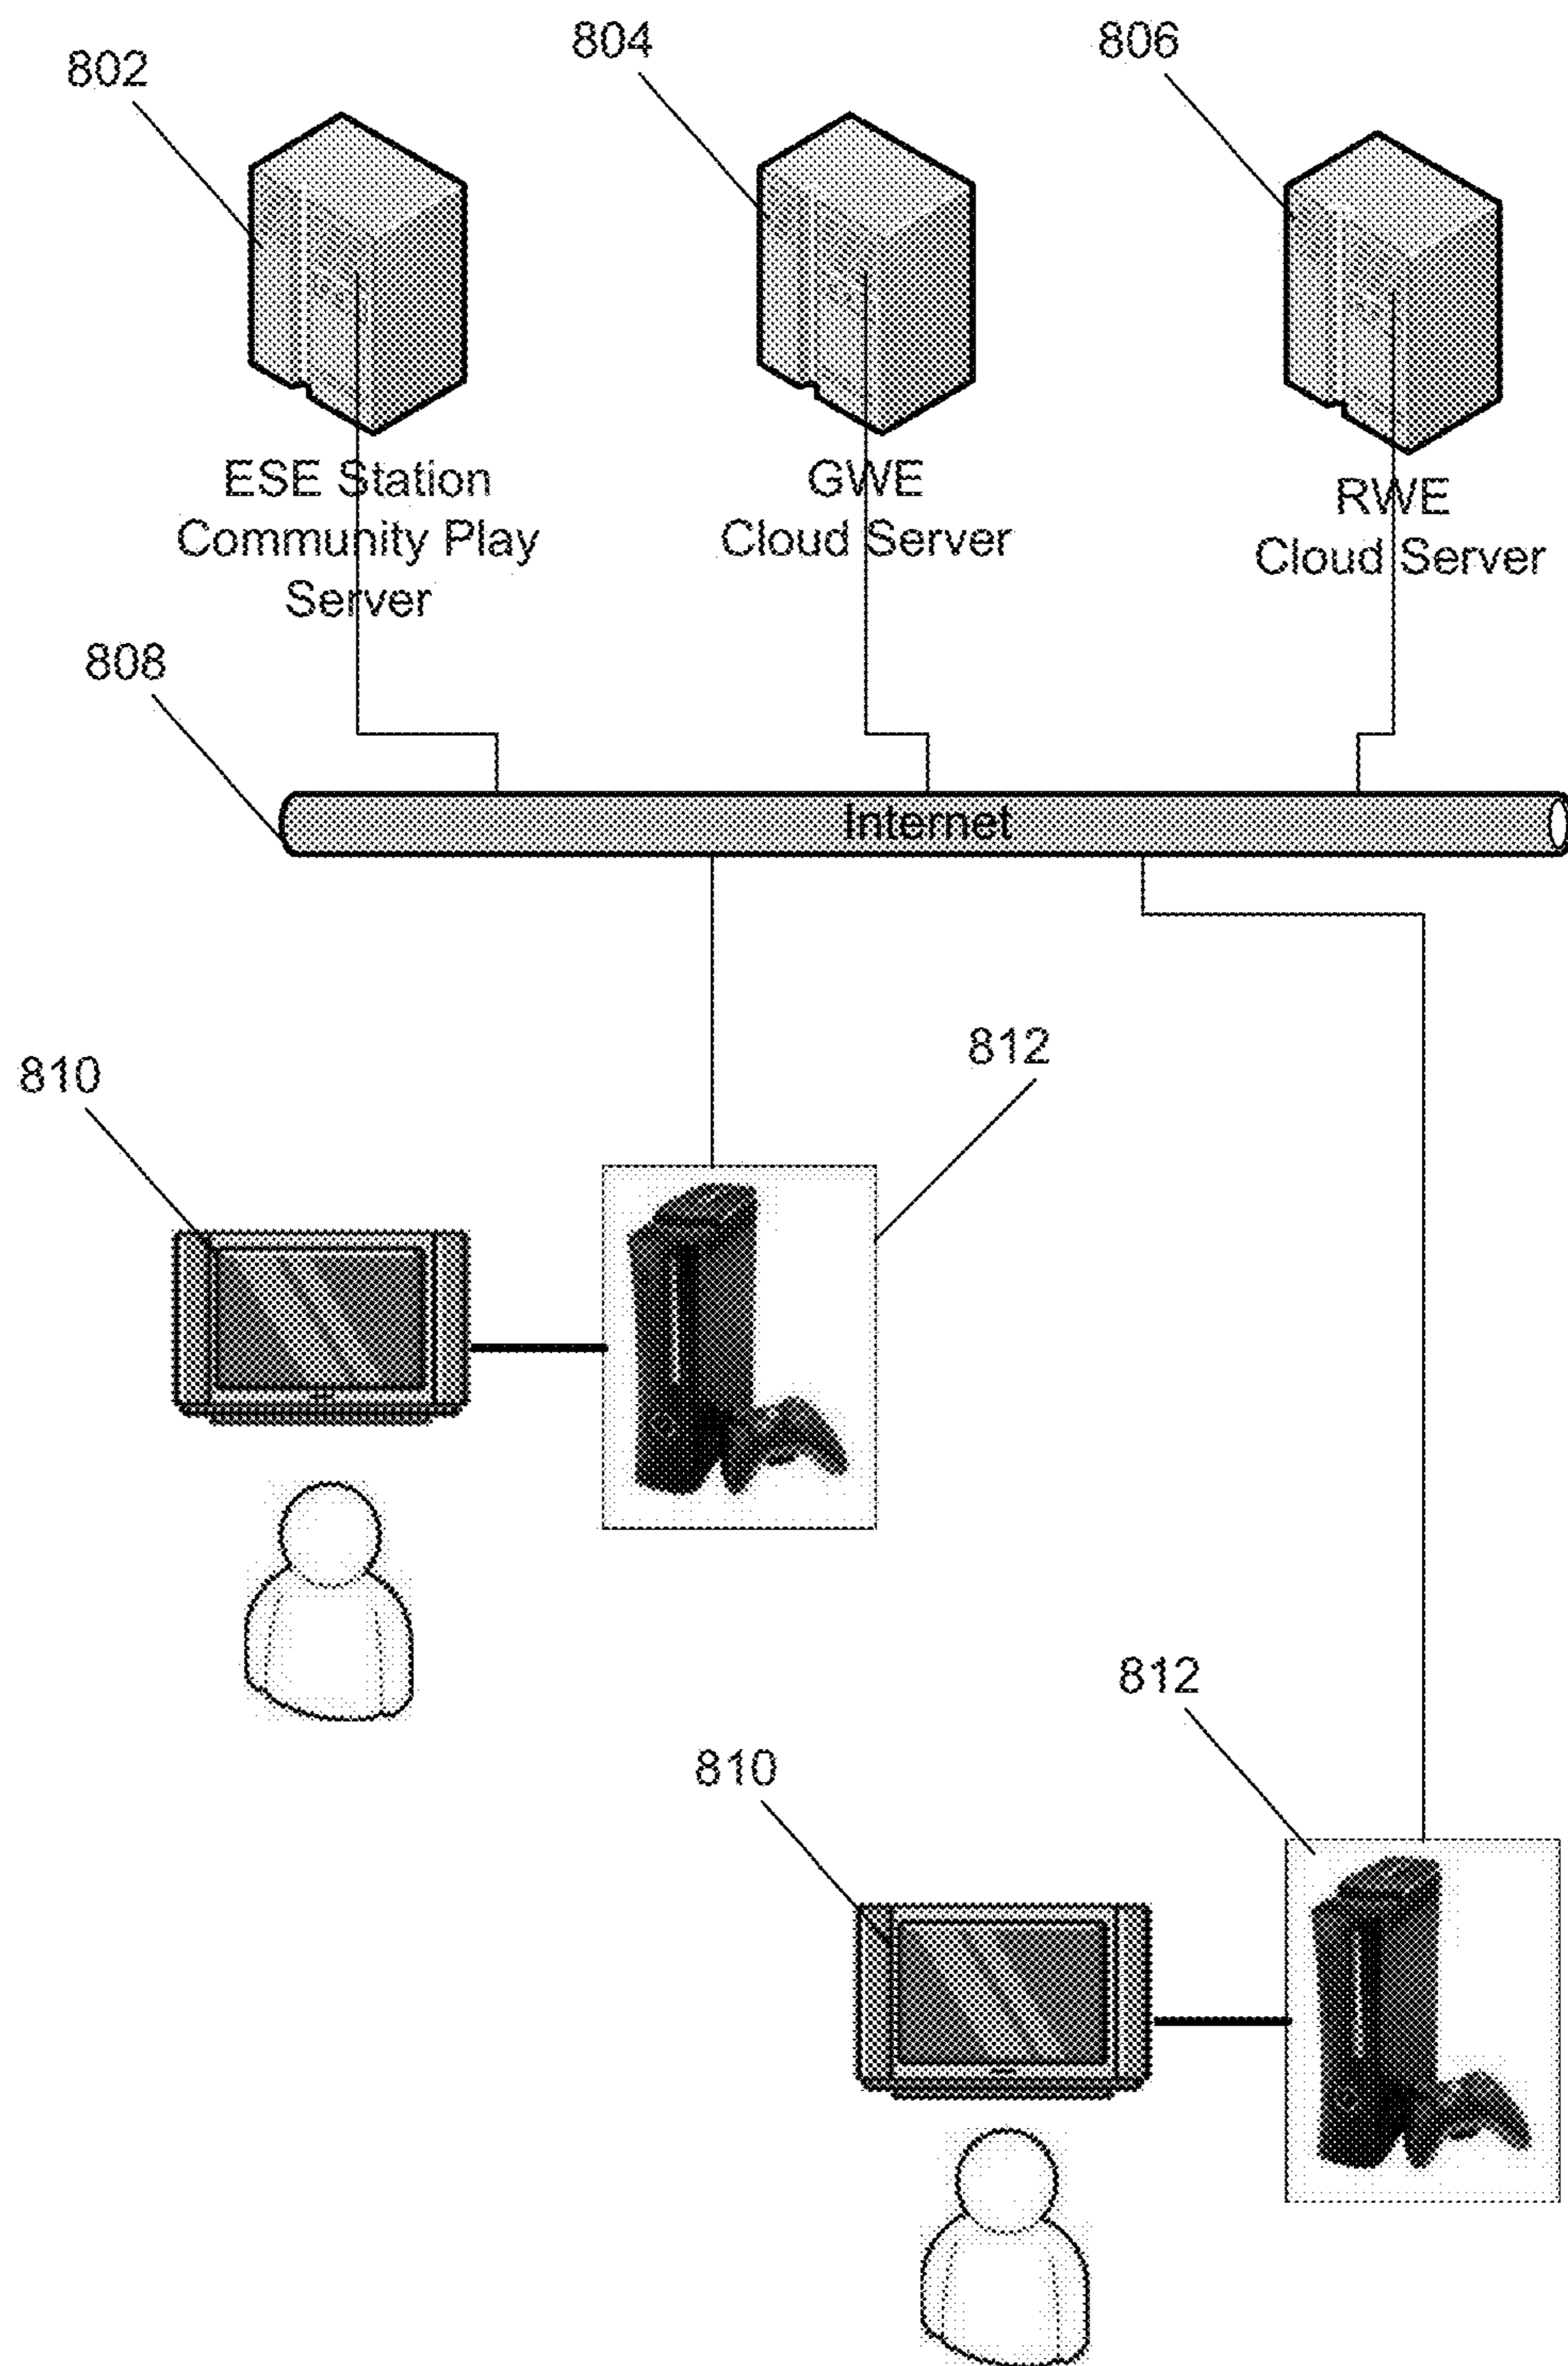 802
804
806
ESE Station
Community Play
Server
GWE
Cloud Server
RWE
Cloud Server
808
Internet
812
810
812
810